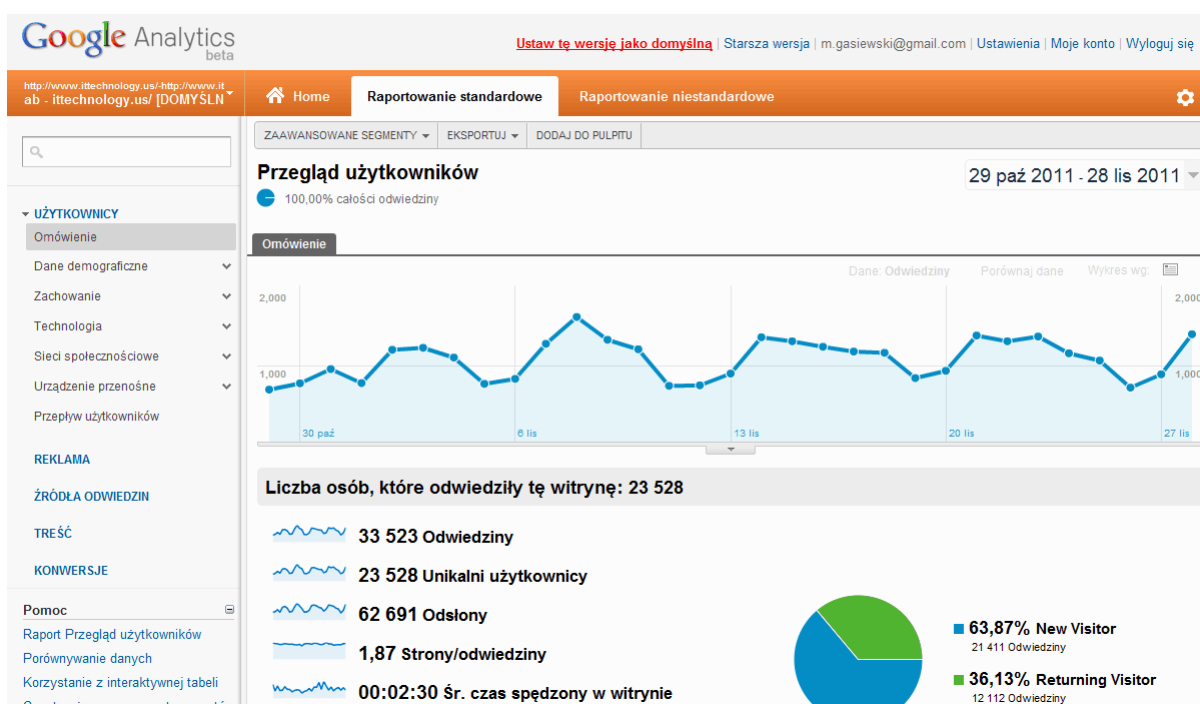 Google Analytics
beta
Ustaw tę wersję jako domyślną | Starsza wersja | m.gasiewski@gmail.com | Ustawienia | Moje konto | Wyloguj się
http://www.ittechnology.us/-http://www.it
ab - ittechnology.us/ [DOMYŚLN
Home
Raportowanie standardowe
Raportowanie niestandardowe
ZAAWANSOWANE SEGMENTY
EKSPORTUJ
DODAJ DO PULPITU
Przegląd użytkowników
29 paź 2011 - 28 lis 2011
100,00% całości odwiedziny
UŻYTKOWNICY
Omówienie
Dane demograficzne
Zachowanie
Technologia
Sieci społecznościowe
Urządzenie przenośne
Przepływ użytkowników
REKLAMA
ŹRÓDŁA ODWIEDZIN
TREŚĆ
KONWERSJE
Pomoc
Raport Przegląd użytkowników
Porównywanie danych
Korzystanie z interaktywnej tabeli
Omówienie
Dane: Odwiedziny
Porównaj dane
Wykres wg:
2,000
2,000
1,000
1,000
30 paź
6 lis
13 lis
20 lis
27 lis
Liczba osób, które odwiedziły tę witrynę: 23 528
33 523 Odwiedziny
23 528 Unikalni użytkownicy
62 691 Odsłony
1,87 Strony/odwiedziny
00:02:30 Śr. czas spędzony w witrynie
63,87% New Visitor
21 411 Odwiedziny
36,13% Returning Visitor
12 112 Odwiedziny